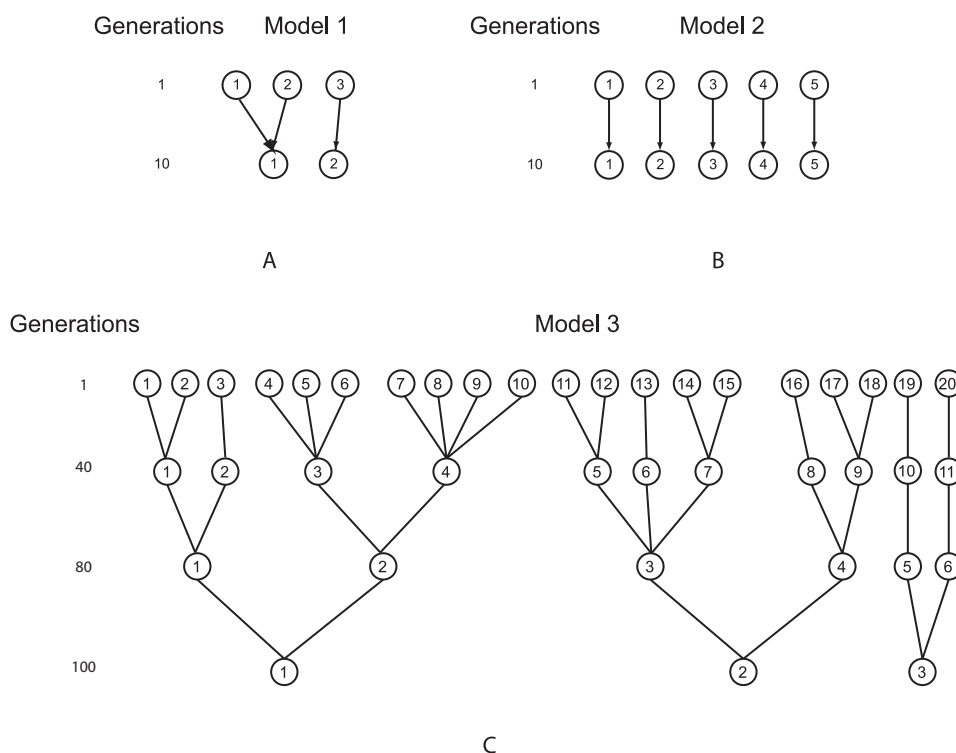 Generations Model 1
1 1 2 3
10 1 2
A
Generations Model 2
1 1 2 3 4 5
10 1 2 3 4 5
B
Generations Model 3
1 1 2 3 4 5 6 7 8 9 10 11 12 13 14 15 16 17 18 19 20
40 1 2 3 4 5 6 7 8 9 10 11
80 1 2 3 4 5 6
100 1 2 3
C